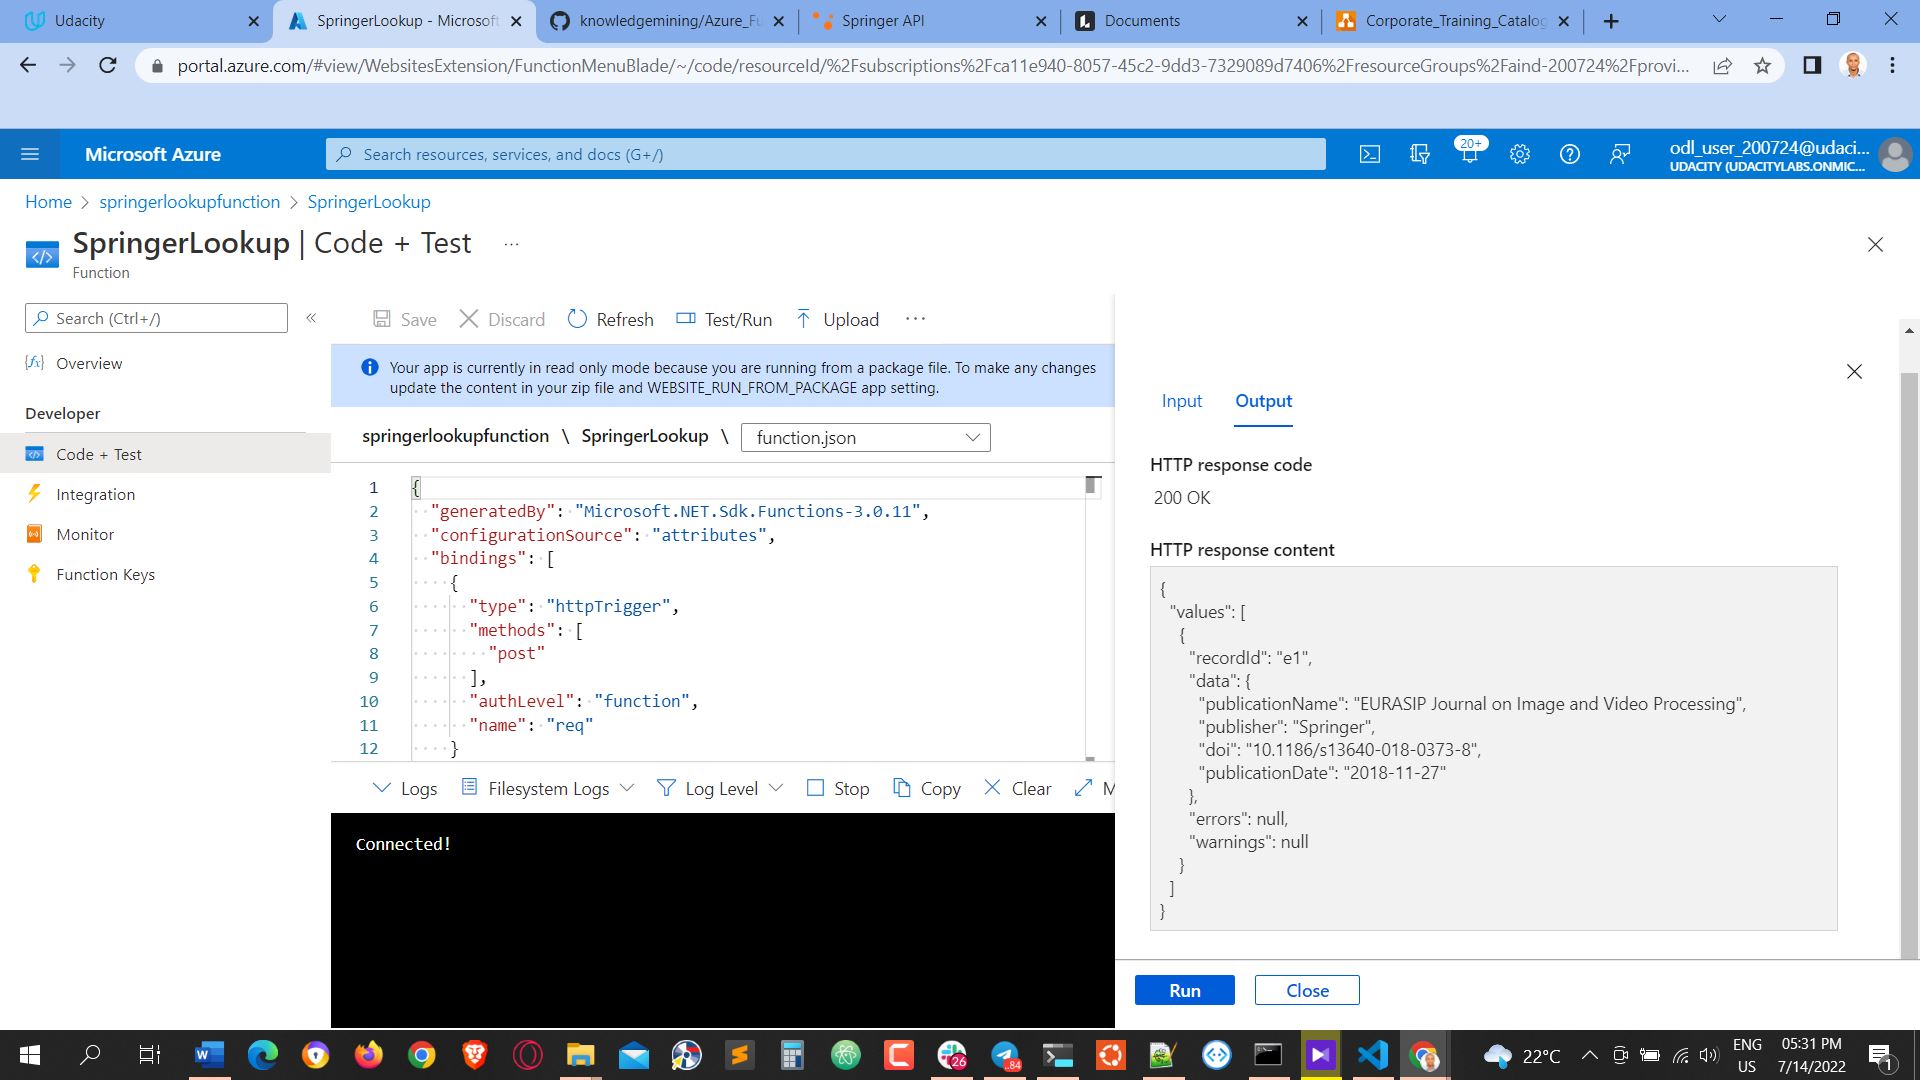 Udacity
SpringerLookup - Microsoft
knowledgemining/Azure_Fu
Springer API
Documents
Corporate_Training_Catalog
portal.azure.com/#view/WebsitesExtension/FunctionMenuBlade/~/code/resourceId/%2Fsubscriptions%2Fca11e940-8057-45c2-9dd3-7329089d7406%2FresourceGroups%2Faind-200724%2Fprovi...
Microsoft Azure
Search resources, services, and docs (G+/)
20+
odl_user_200724@udaci...
UDACITY (UDACITYLABS.ONMIC...
Home > springerlookupfunction > SpringerLookup
SpringerLookup | Code + Test ...
Function
Search (Ctrl+/)
«
Overview
Developer
Code + Test
Integration
Monitor
Function Keys
Save
Discard
Refresh
Test/Run
Upload
...
Your app is currently in read only mode because you are running from a package file. To make any changes
update the content in your zip file and WEBSITE_RUN_FROM_PACKAGE app setting.
springerlookupfunction \ SpringerLookup \ function.json
1 {
2 "generatedBy": "Microsoft.NET.Sdk.Functions-3.0.11",
3 "configurationSource": "attributes",
4 "bindings": [
5 {
6 "type": "httpTrigger",
7 "methods": [
8 "post"
9 ],
10 "authLevel": "function",
11 "name": "req"
12 }
Logs
Filesystem Logs
Log Level
Stop
Copy
Clear
M
Connected!
Input
Output
HTTP response code
200 OK
HTTP response content
{
"values": [
{
"recordId": "e1",
"data": {
"publicationName": "EURASIP Journal on Image and Video Processing",
"publisher": "Springer",
"doi": "10.1186/s13640-018-0373-8",
"publicationDate": "2018-11-27"
},
"errors": null,
"warnings": null
}
]
}
Run
Close
26
84
22°C
ENG
US
05:31 PM
7/14/2022
1